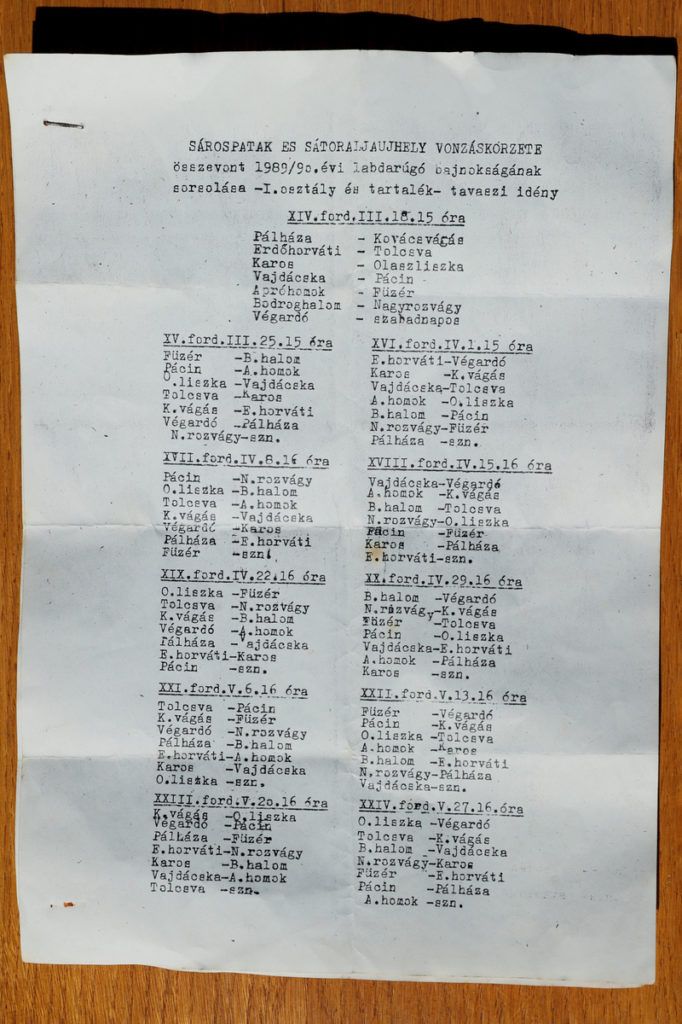 SÁROSPATAK ES SÁTORALJAUJHELY VONZÁSKÖRZETE
összevont 1989/9o.évi labdarúgó bajnokságának
sorsolása -I.osztály és tartalék- tavaszi idény
XIV.ford.III.18.15 óra
Pálháza - Kovácsvágás
Erdőhorváti - Tolcsva
Karos - Olaszliszka
Vajdácska - Pácin
Apróhomok - Füzér
Bodroghalom - Nagyrozvágy
Végardó - szabadnapos
XV.ford.III.25.15 óra
Füzér -B.halom
Pácin -A.homok
O.liszka -Vajdácska
Tolcsva -Karos
K.vágás -E.horváti
Végardó -Pálháza
N.rozvágy-szn.
XVI.ford.IV.1.15 óra
E.horváti-Végardó
Karos -K.vágás
Vajdácska-Tolcsva
A.homok -O.liszka
B.halom -Pácin
N.rozvágy-Füzér
Pálháza -szn.
XVII.ford.IV.8.16 óra
Pácin -N.rozvágy
O.liszka -B.halom
Tolcsva -A.homok
K.vágás -Vajdácska
Végardó -Karos
Pálháza -E.horváti
Füzér -szn.
XVIII.ford.IV.15.16 óra
Vajdácska-Végardó
A.homok -K.vágás
B.halom -Tolcsva
N.rozvágy-O.liszka
Pácin -Füzér
Karos -Pálháza
E.horváti-szn.
XIX.ford.IV.22.16 óra
O.liszka -Füzér
Tolcsva -N.rozvágy
K.vágás -B.halom
Végardó -A.homok
Pálháza -Vajdácska
E.horváti-Karos
Pácin -szn.
XX.ford.IV.29.16 óra
B.halom -Végardó
N.rozvágy-K.vágás
Füzér -Tolcsva
Pácin -O.liszka
Vajdácska-E.horváti
A.homok -Pálháza
Karos -szn.
XXI.ford.V.6.16 óra
Tolcsva -Pácin
K.vágás -Füzér
Végardó -N.rozvágy
Pálháza -B.halom
E.horváti-A.homok
Karos -Vajdácska
O.liszka -szn.
XXII.ford.V.13.16 óra
Füzér -Végardó
Pácin -K.vágás
O.liszka -Tolcsva
A.homok -Karos
B.halom -E.horváti
N.rozvágy-Pálháza
Vajdácska-szn.
XXIII.ford.V.2o.16 óra
K.vágás -O.liszka
Végardó -Pácin
Pálháza -Füzér
E.horváti-N.rozvágy
Karos -B.halom
Vajdácska-A.homok
Tolcsva -szn.
XXIV.ford.V.27.16.óra
O.liszka -Végardó
Tolcsva -K.vágás
B.halom -Vajdácska
N.rozvágy-Karos
Füzér -E.horváti
Pácin -Pálháza
A.homok -szn.